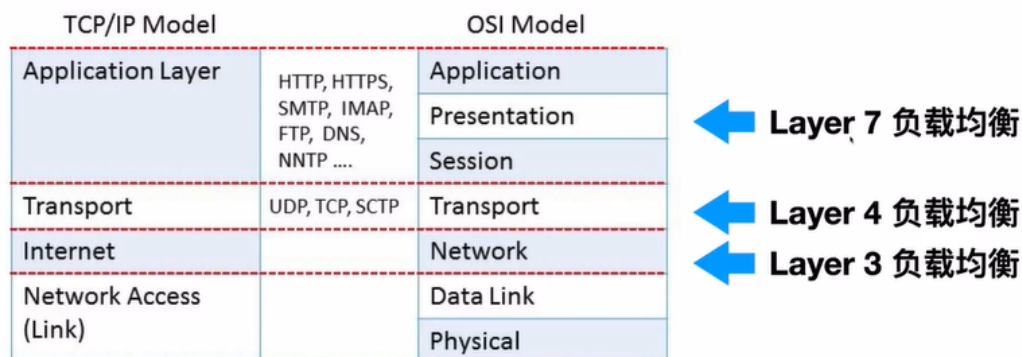 TCP/IP Model
OSI Model
Application Layer
HTTP, HTTPS,
SMTP, IMAP,
FTP, DNS,
NNTP ....
Application
Presentation
Session
Layer 7 负载均衡
Transport
UDP, TCP, SCTP
Transport
Layer 4 负载均衡
Internet
Network
Layer 3 负载均衡
Network Access
(Link)
Data Link
Physical